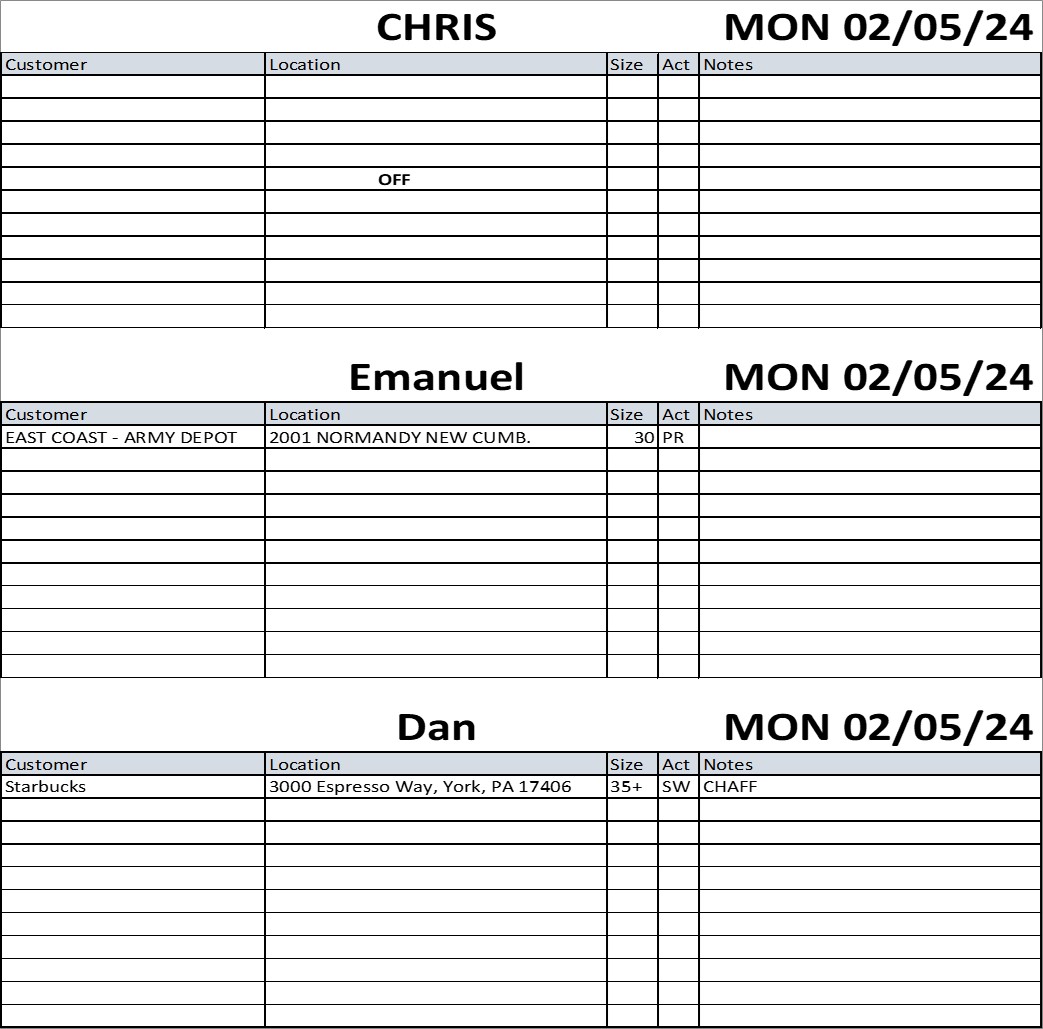 CHRIS MON 02/05/24
Customer Location Size Act Notes
OFF
Emanuel MON 02/05/24
Customer Location Size Act Notes
EAST COAST - ARMY DEPOT 2001 NORMANDY NEW CUMB. 30 PR
Dan MON 02/05/24
Customer Location Size Act Notes
Starbucks 3000 Espresso Way, York, PA 17406 35+ SW CHAFF